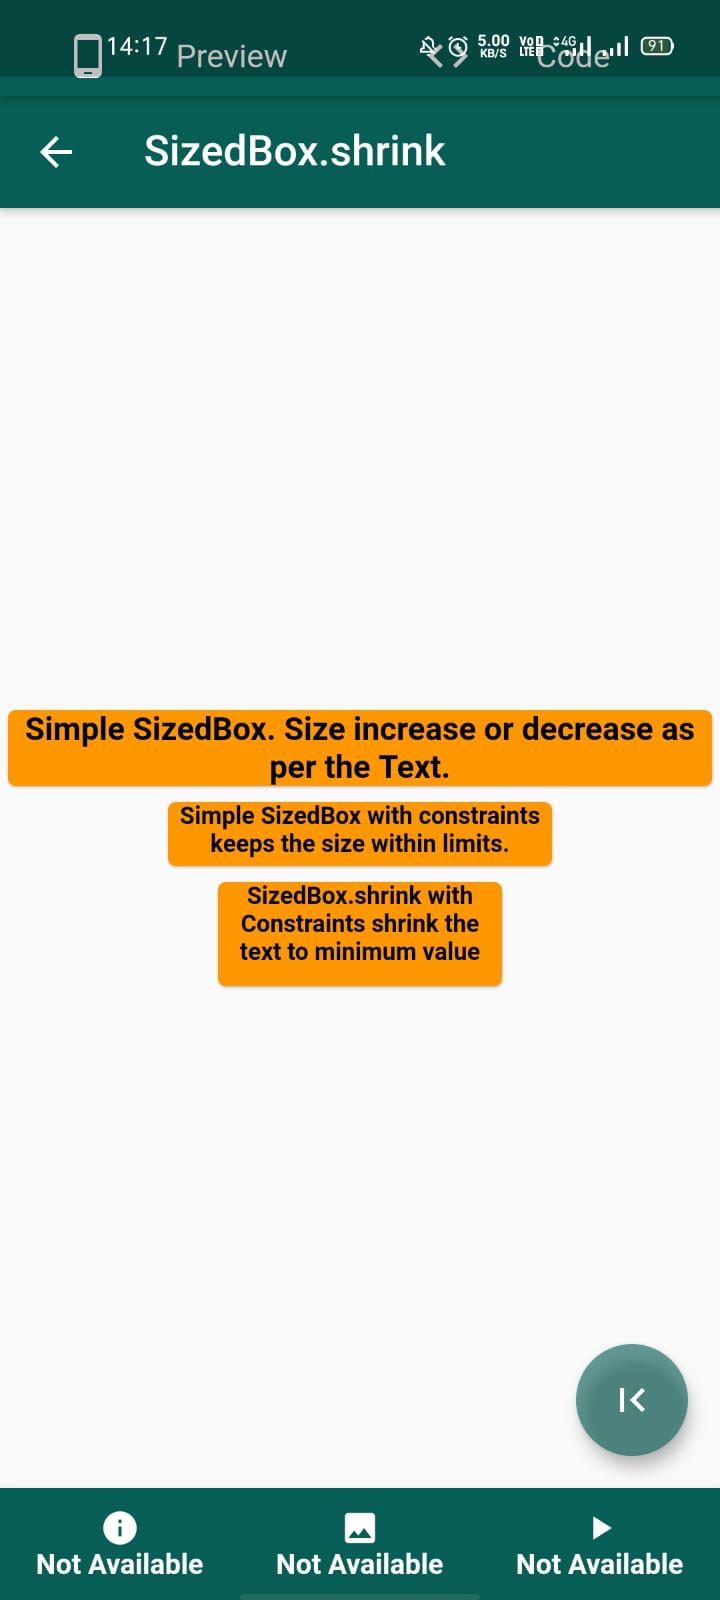 14:17 Preview 5.00 KB/S VoD LTE2 4G Code 91
SizedBox.shrink
Simple SizedBox. Size increase or decrease as
per the Text.
Simple SizedBox with constraints
keeps the size within limits.
SizedBox.shrink with
Constraints shrink the
text to minimum value
Not Available Not Available Not Available